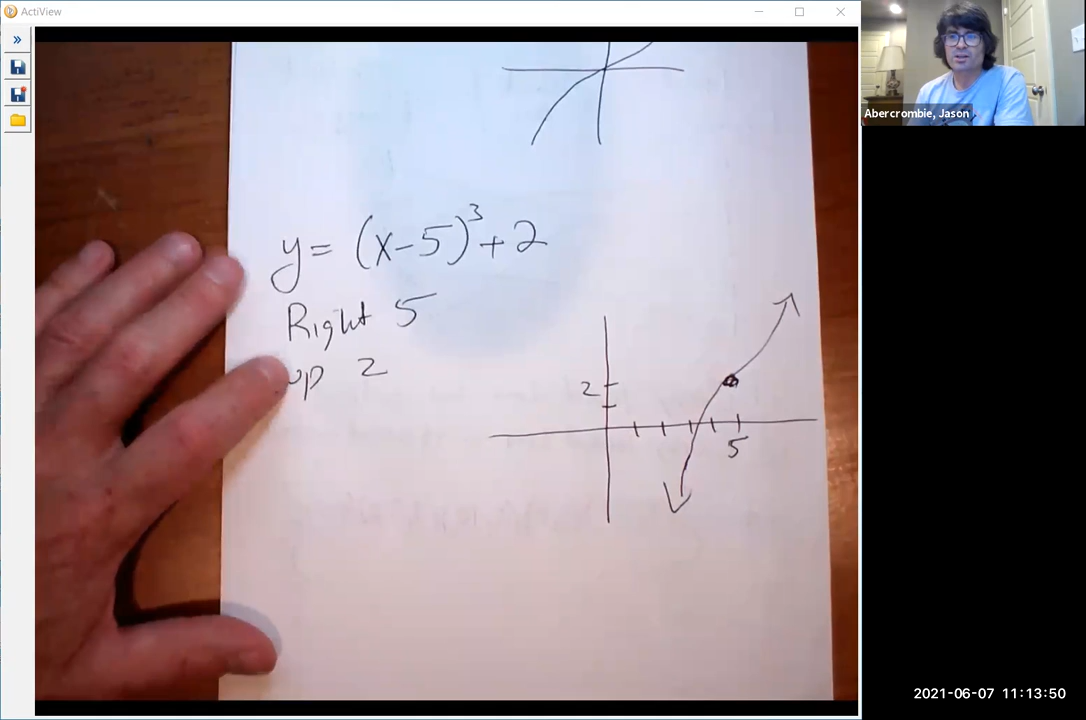 ActiView
»
Abercrombie, Jason
y= (x-5)³+2
Right 5
up 2
2
5
2021-06-07 11:13:50